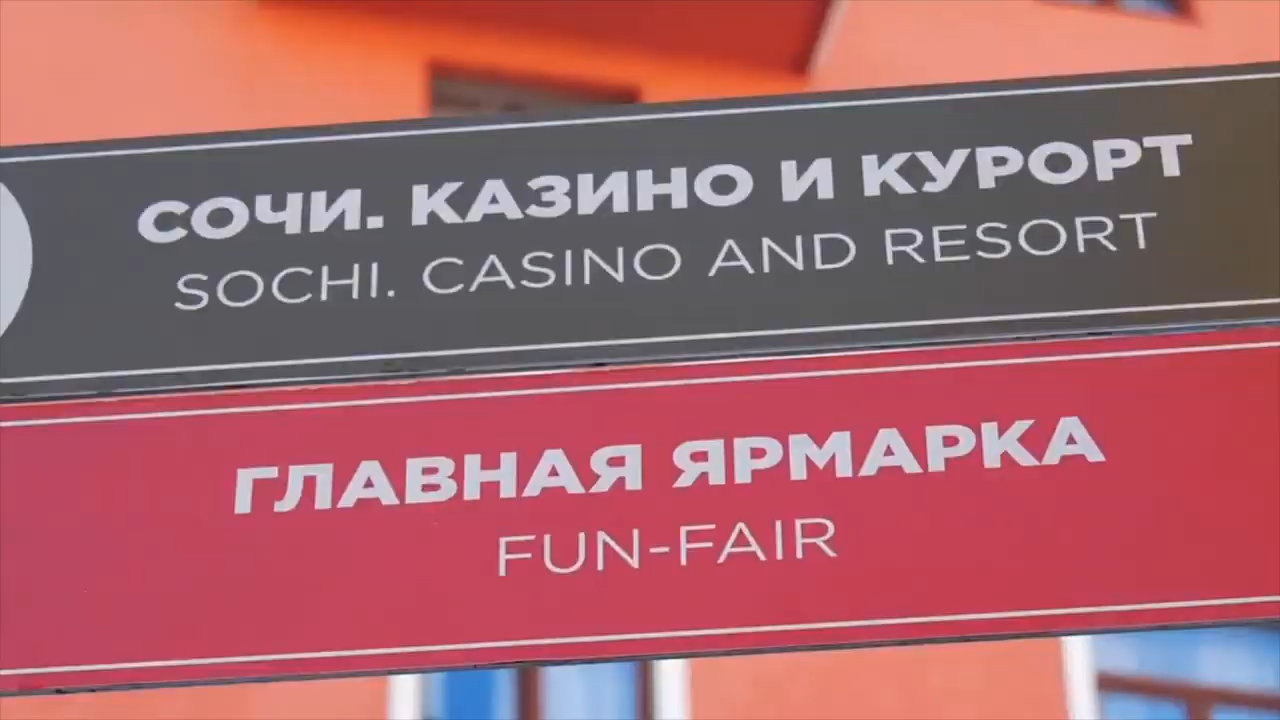 СОЧИ. КАЗИНО И КУРОРТ
SOCHI. CASINO AND RESORT
ГЛАВНАЯ ЯРМАРКА
FUN-FAIR